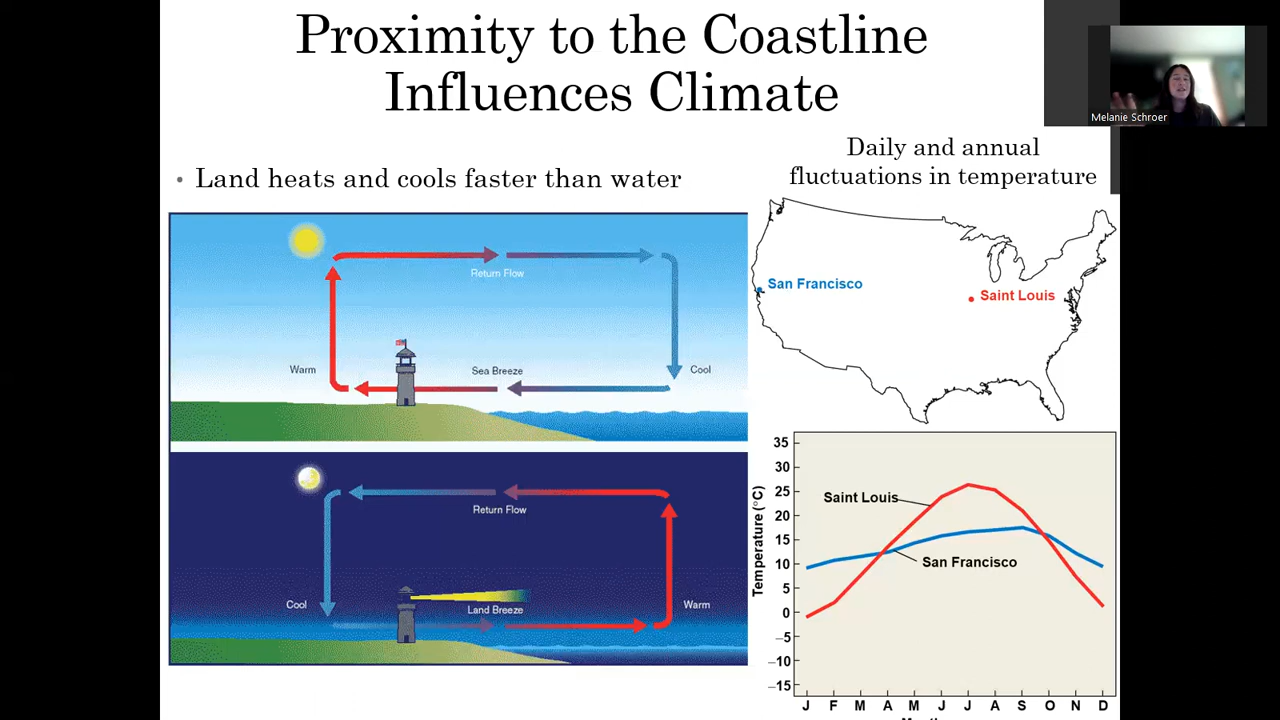 Proximity to the Coastline
Influences Climate
Melanie Schroer
• Land heats and cools faster than water
Daily and annual
fluctuations in temperature
Return Flow
Warm
Sea Breeze
Cool
Return Flow
Cool
Land Breeze
Warm
San Francisco
Saint Louis
Temperature (°C)
35
30
25
20
15
10
5
0
–5
–10
–15
Saint Louis
San Francisco
J F M A M J J A S O N D